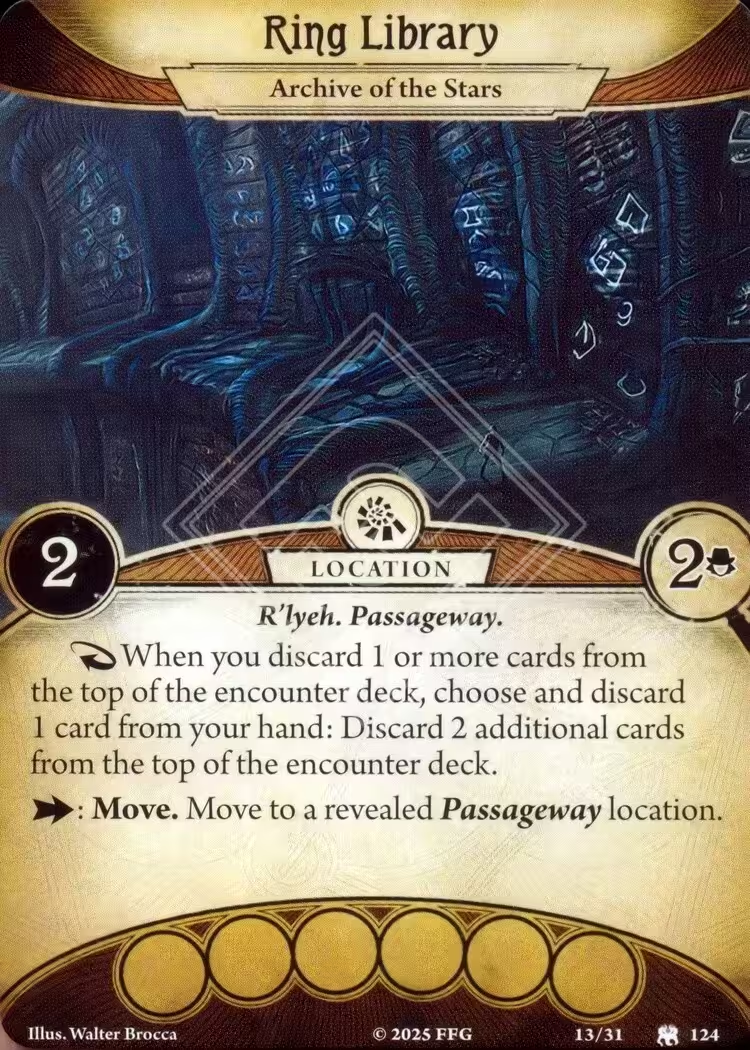 Ring Library
Archive of the Stars
2
2
LOCATION
R'lyeh. Passageway.
When you discard 1 or more cards from
the top of the encounter deck, choose and discard
1 card from your hand: Discard 2 additional cards
from the top of the encounter deck.
: Move. Move to a revealed Passageway location.
Illus. Walter Brocca
© 2025 FFG
13/31
124